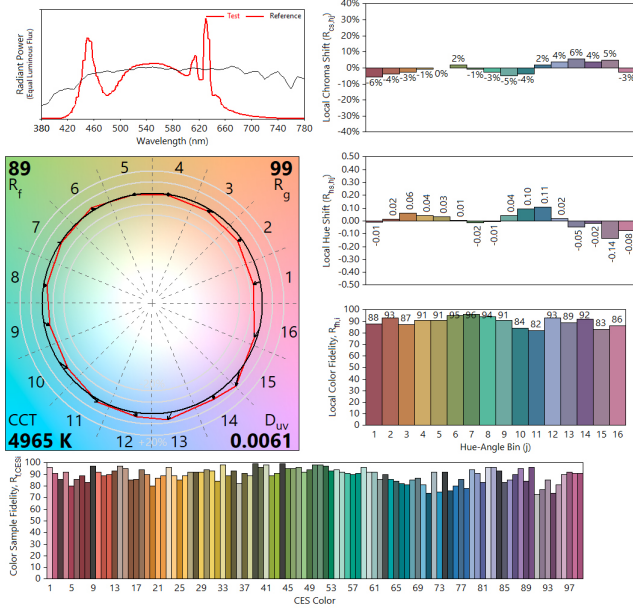 Test
Reference
Radiant Power
(Equal Luminous Flux)
380 420 460 500 540 580 620 660 700 740 780
Wavelength (nm)
40%
30%
20%
10%
0%
-10%
-20%
-30%
-40%
Local Chroma Shift (Rcs,hj)
-6% -4% -3% -1% 0% 2% -1% -3% -5% -4% 2% 4% 6% 4% 5% -3%
89
Rf
99
Rg
1
2
3
4
5
6
7
8
9
10
11
12
13
14
15
16
+20%
CCT
4965 K
Duv
0.0061
0.50
0.40
0.30
0.20
0.10
0.00
-0.10
-0.20
-0.30
-0.40
-0.50
Local Hue Shift (Rhs,hj)
-0.01 0.02 0.06 0.04 0.03 0.01 -0.02 -0.01 0.04 0.10 0.11 0.02 -0.05 -0.02 -0.14 -0.08
100
90
80
70
60
50
40
30
20
10
0
Local Color Fidelity, Rfh,j
88 93 87 91 91 95 96 94 91 84 82 93 89 92 83 86
1 2 3 4 5 6 7 8 9 10 11 12 13 14 15 16
Hue-Angle Bin (j)
100
90
80
70
60
50
40
30
20
10
0
Color Sample Fidelity, Rf,CESi
1 5 9 13 17 21 25 29 33 37 41 45 49 53 57 61 65 69 73 77 81 85 89 93 97
CES Color